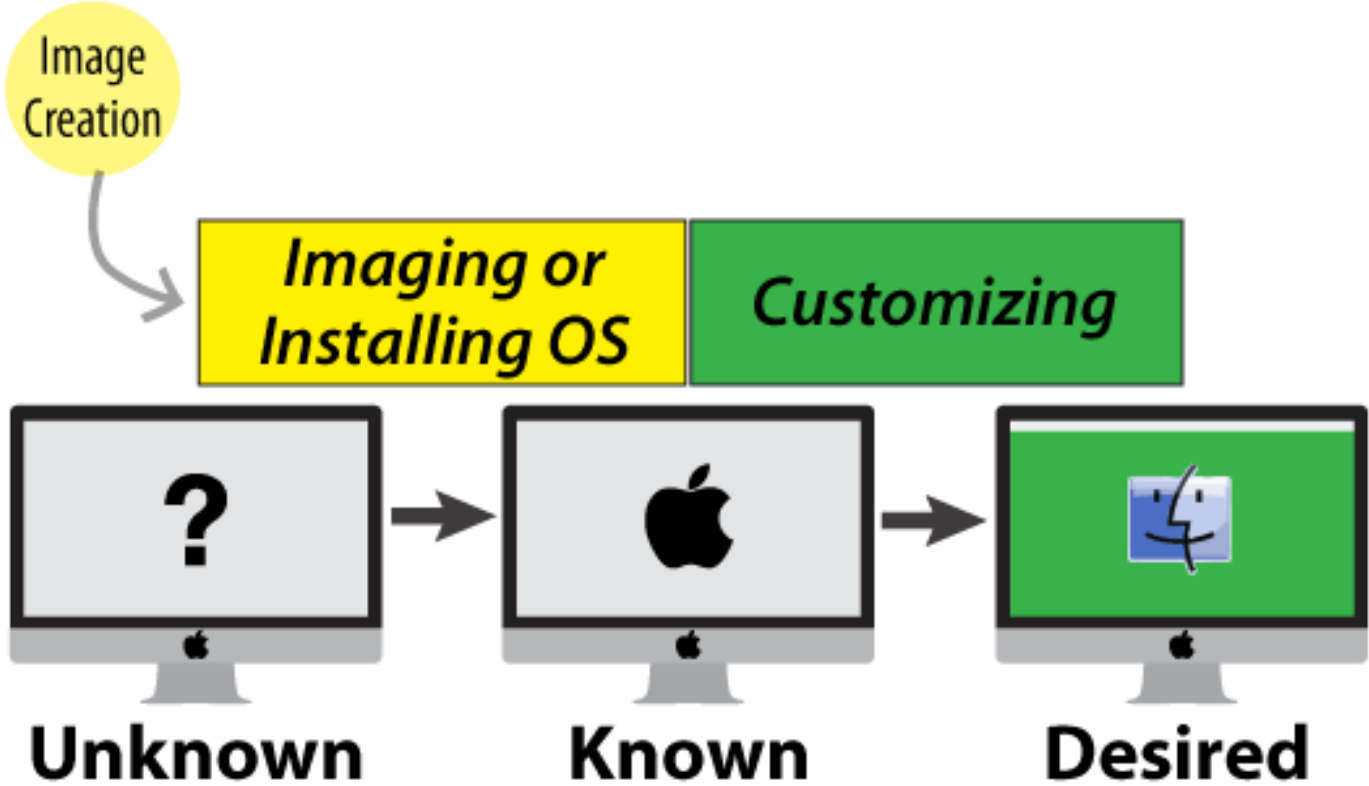 Image
Creation
Imaging or
Installing OS
Customizing
?
Unknown
Known
Desired